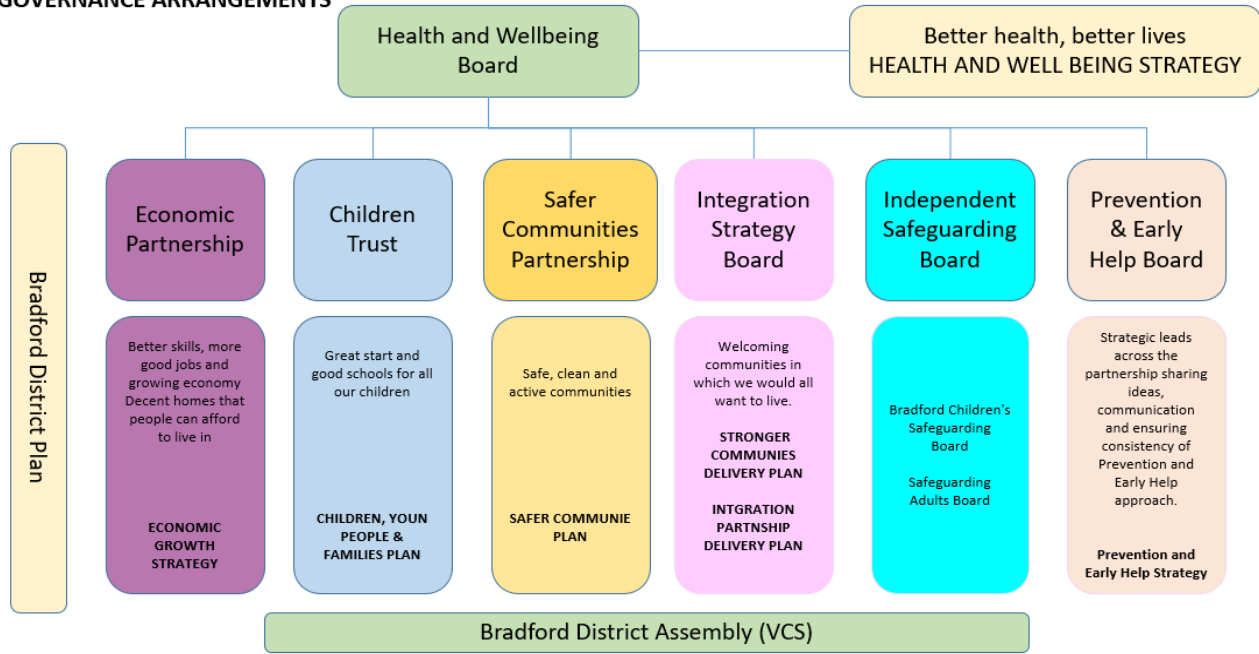 GOVERNANCE ARRANGEMENTS
Health and Wellbeing
Board
Better health, better lives
HEALTH AND WELL BEING STRATEGY
Bradford District Plan
Economic
Partnership
Children
Trust
Safer
Communities
Partnership
Integration
Strategy
Board
Independent
Safeguarding
Board
Prevention
& Early
Help Board
Better skills, more
good jobs and
growing economy
Decent homes that
people can afford
to live in
ECONOMIC
GROWTH
STRATEGY
Great start and
good schools for all
our children
CHILDREN, YOUN
PEOPLE &
FAMILIES PLAN
Safe, clean and
active communities
SAFER COMMUNIE
PLAN
Welcoming
communities in
which we would all
want to live.
STRONGER
COMMUNIES
DELIVERY PLAN
INTGRATION
PARTNSHIP
DELIVERY PLAN
Bradford Children's
Safeguarding
Board
Safeguarding
Adults Board
Strategic leads
across the
partnership sharing
ideas,
communication
and ensuring
consistency of
Prevention and
Early Help
approach.
Prevention and
Early Help Strategy
Bradford District Assembly (VCS)